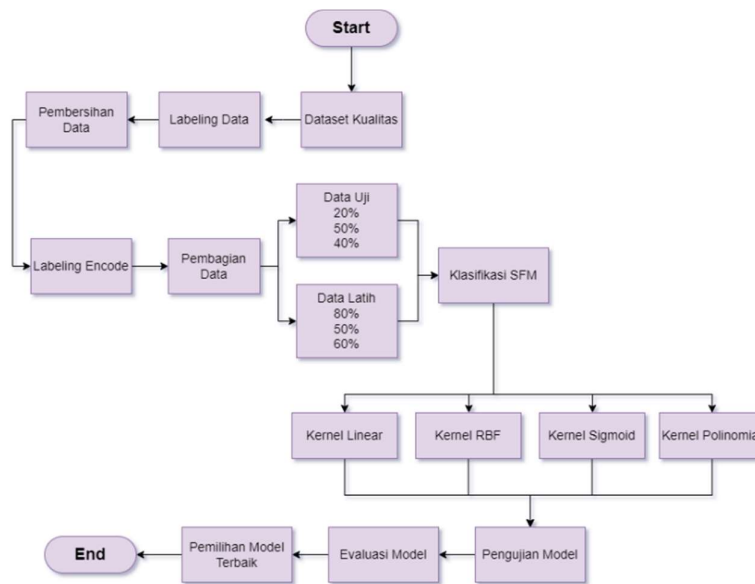 Start
Dataset Kualitas
Labeling Data
Pembersihan
Data
Labeling Encode
Pembagian
Data
Data Uji
20%
50%
40%
Data Latih
80%
50%
60%
Klasifikasi SFM
Kernel Linear
Kernel RBF
Kernel Sigmoid
Kernel Polinomia
Pengujian Model
Evaluasi Model
Pemilihan Model
Terbaik
End